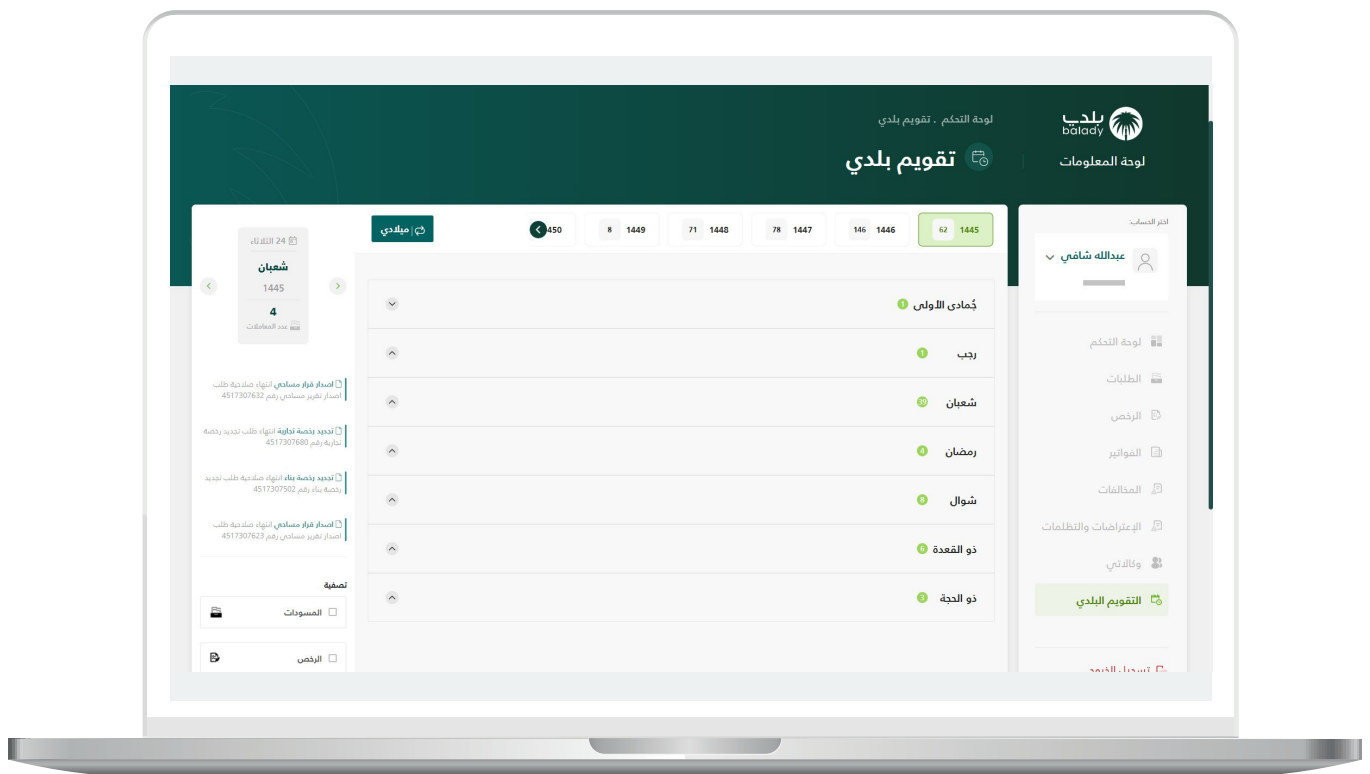 بلدي
balady
لوحة المعلومات
لوحة التحكم . تقويم بلدي
تقويم بلدي
اختر الحساب:
عبدالله شافي
لوحة التحكم
الطلبات
الرخص
الفواتير
المخالفات
الإعتراضات والتظلمات
وكالاتي
التقويم البلدي
تسجيل الخروج
1445 62
1446 146
1447 78
1448 71
1449 8
450
ميلادي
جُمادى الأولى 1
رجب 1
شعبان 39
رمضان 4
شوال 8
ذو القعدة 6
ذو الحجة 3
24 الثلاثاء
شعبان
1445
4
عدد المعاملات
اصدار قرار مساحي انتهاء صلاحية طلب
اصدار تقرير مساحي رقم 4517307632
تجديد رخصة تجارية انتهاء طلب تجديد رخصة
تجارية رقم 4517307680
تجديد رخصة بناء انتهاء صلاحية طلب تجديد
رخصة بناء رقم 4517307502
اصدار قرار مساحي انتهاء صلاحية طلب
اصدار تقرير مساحي رقم 4517307623
تصفية
المسودات
الرخص